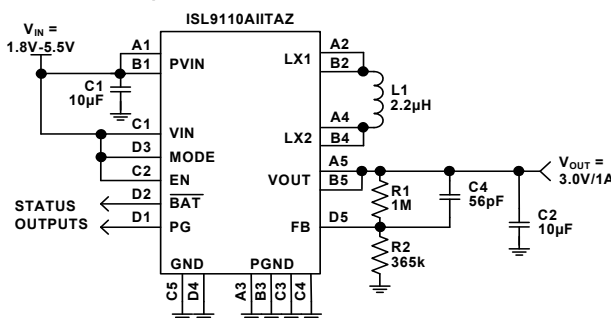 ISL9110AIITAZ
V_IN =
1.8V-5.5V
A1
B1
PVIN
LX1
A2
B2
C1
10µF
L1
2.2µH
A4
B4
LX2
C1
VIN
D3
MODE
C2
EN
A5
B5
VOUT
V_OUT =
3.0V/1A
R1
1M
C4
56pF
C2
10µF
STATUS
OUTPUTS
D2
BAT
D1
PG
D5
FB
R2
365k
GND
PGND
C5
D4
A3
B3
C3
C4